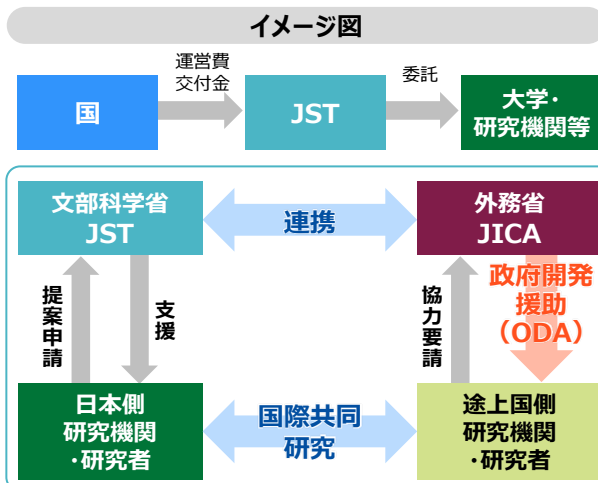 イメージ図
運営費
交付金
委託
国
JST
大学・
研究機関等
文部科学省
JST
連携
外務省
JICA
提案申請
支援
協力要請
政府開発
援助
（ODA）
日本側
研究機関
・研究者
国際共同
研究
途上国側
研究機関
・研究者